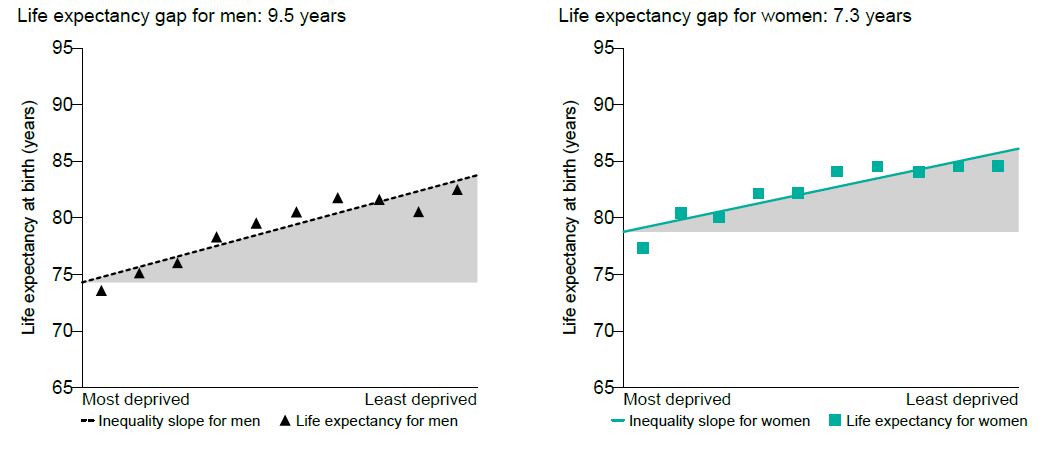 Life expectancy gap for men: 9.5 years
Life expectancy at birth (years)
95
90
85
80
75
70
65
Most deprived Least deprived
Inequality slope for men Life expectancy for men
Life expectancy gap for women: 7.3 years
Life expectancy at birth (years)
95
90
85
80
75
70
65
Most deprived Least deprived
Inequality slope for women Life expectancy for women